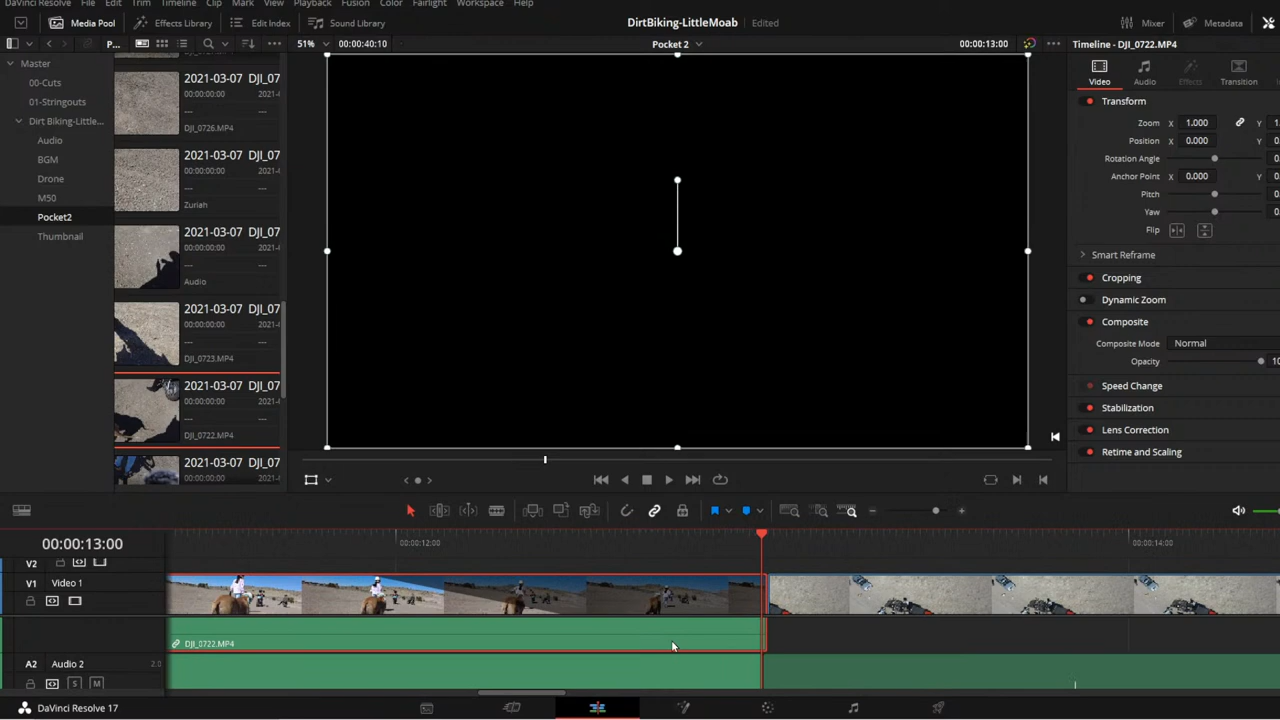 DaVinci Resolve File Edit Trim Timeline Clip Mark View Playback Fusion Color Fairlight Workspace Help
Media Pool Effects Library Edit Index Sound Library DirtBiking-LittleMoab Edited Mixer Metadata
P... 51% 00:00:40:10 Pocket 2 00:00:13:00 Timeline - DJI_0722.MP4
Master
00-Cuts
01-Stringouts
Dirt Biking-Little...
Audio
BGM
Drone
M50
Pocket2
Thumbnail
2021-03-07 DJI_07
00:00:00:00 2021-
--- ---
DJI_0726.MP4
2021-03-07 DJI_07
00:00:00:00 2021-
--- ---
Zuriah
2021-03-07 DJI_07
00:00:00:00 2021-
--- ---
Audio
2021-03-07 DJI_07
00:00:00:00 2021-
--- ---
DJI_0723.MP4
2021-03-07 DJI_07
00:00:00:00 2021-
--- ---
DJI_0722.MP4
2021-03-07 DJI_07
Video Audio Effects Transition
Transform
Zoom X 1.000 Y 1.
Position X 0.000 Y 0.
Rotation Angle 0.
Anchor Point X 0.000 Y 0.
Pitch 0.
Yaw 0.
Flip
Smart Reframe
Cropping
Dynamic Zoom
Composite
Composite Mode Normal
Opacity 10
Speed Change
Stabilization
Lens Correction
Retime and Scaling
00:00:13:00 00:00:12:00 00:00:14:00
V2
V1 Video 1
DJI_0722.MP4
A2 Audio 2 2.0
S M
DaVinci Resolve 17